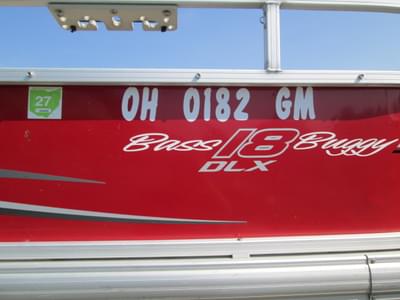 27
OH 0182 GM
Bass 18 Buggy
DLX